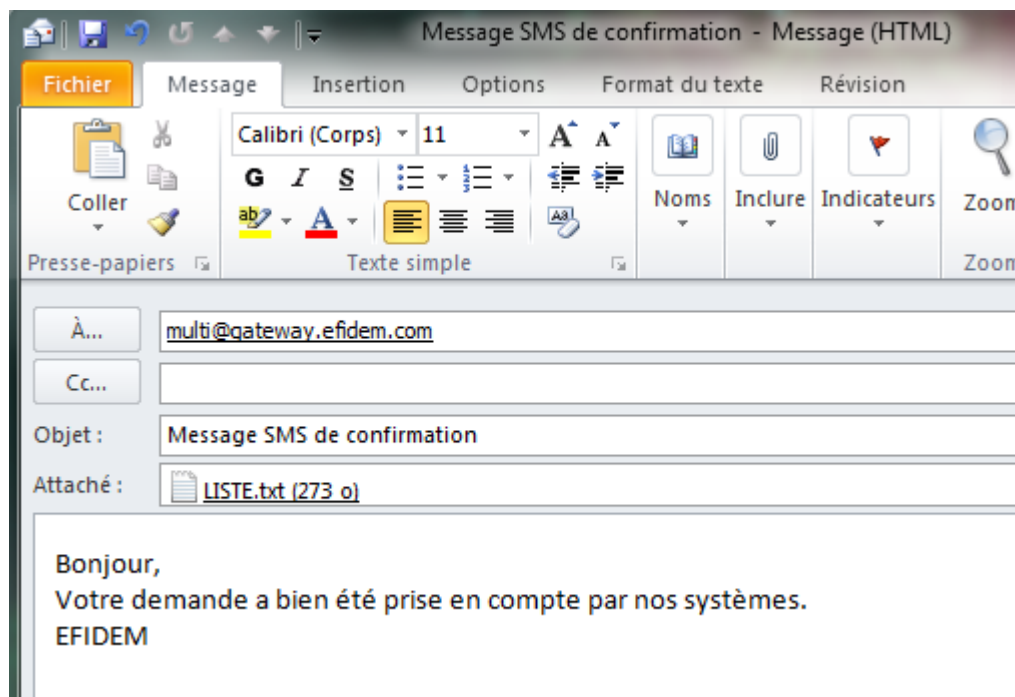 Message SMS de confirmation - Message (HTML)
Fichier Message Insertion Options Format du texte Révision
Calibri (Corps) 11 A A
G I S
Coller Noms Inclure Indicateurs Zoom
ab A Aa
Presse-papiers Texte simple Zoom
À... multi@gateway.efidem.com
Cc...
Objet : Message SMS de confirmation
Attaché : LISTE.txt (273 o)
Bonjour,
Votre demande a bien été prise en compte par nos systèmes.
EFIDEM